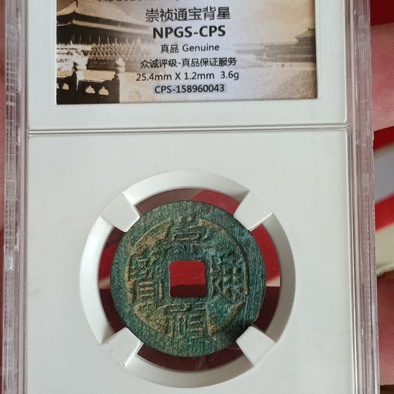 崇祯通宝背星
NPGS-CPS
真品 Genuine
众诚评级-真品保证服务
25.4mm X 1.2mm 3.6g
CPS-158960043
崇禎通寶